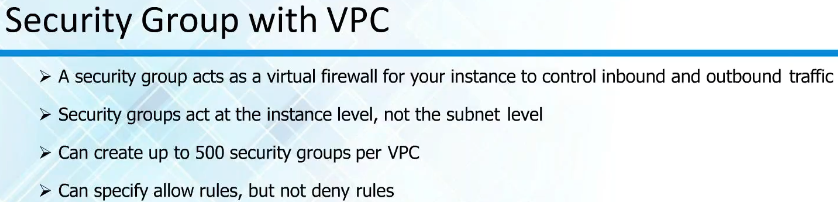 Security Group with VPC
➢ A security group acts as a virtual firewall for your instance to control inbound and outbound traffic
➢ Security groups act at the instance level, not the subnet level
➢ Can create up to 500 security groups per VPC
➢ Can specify allow rules, but not deny rules